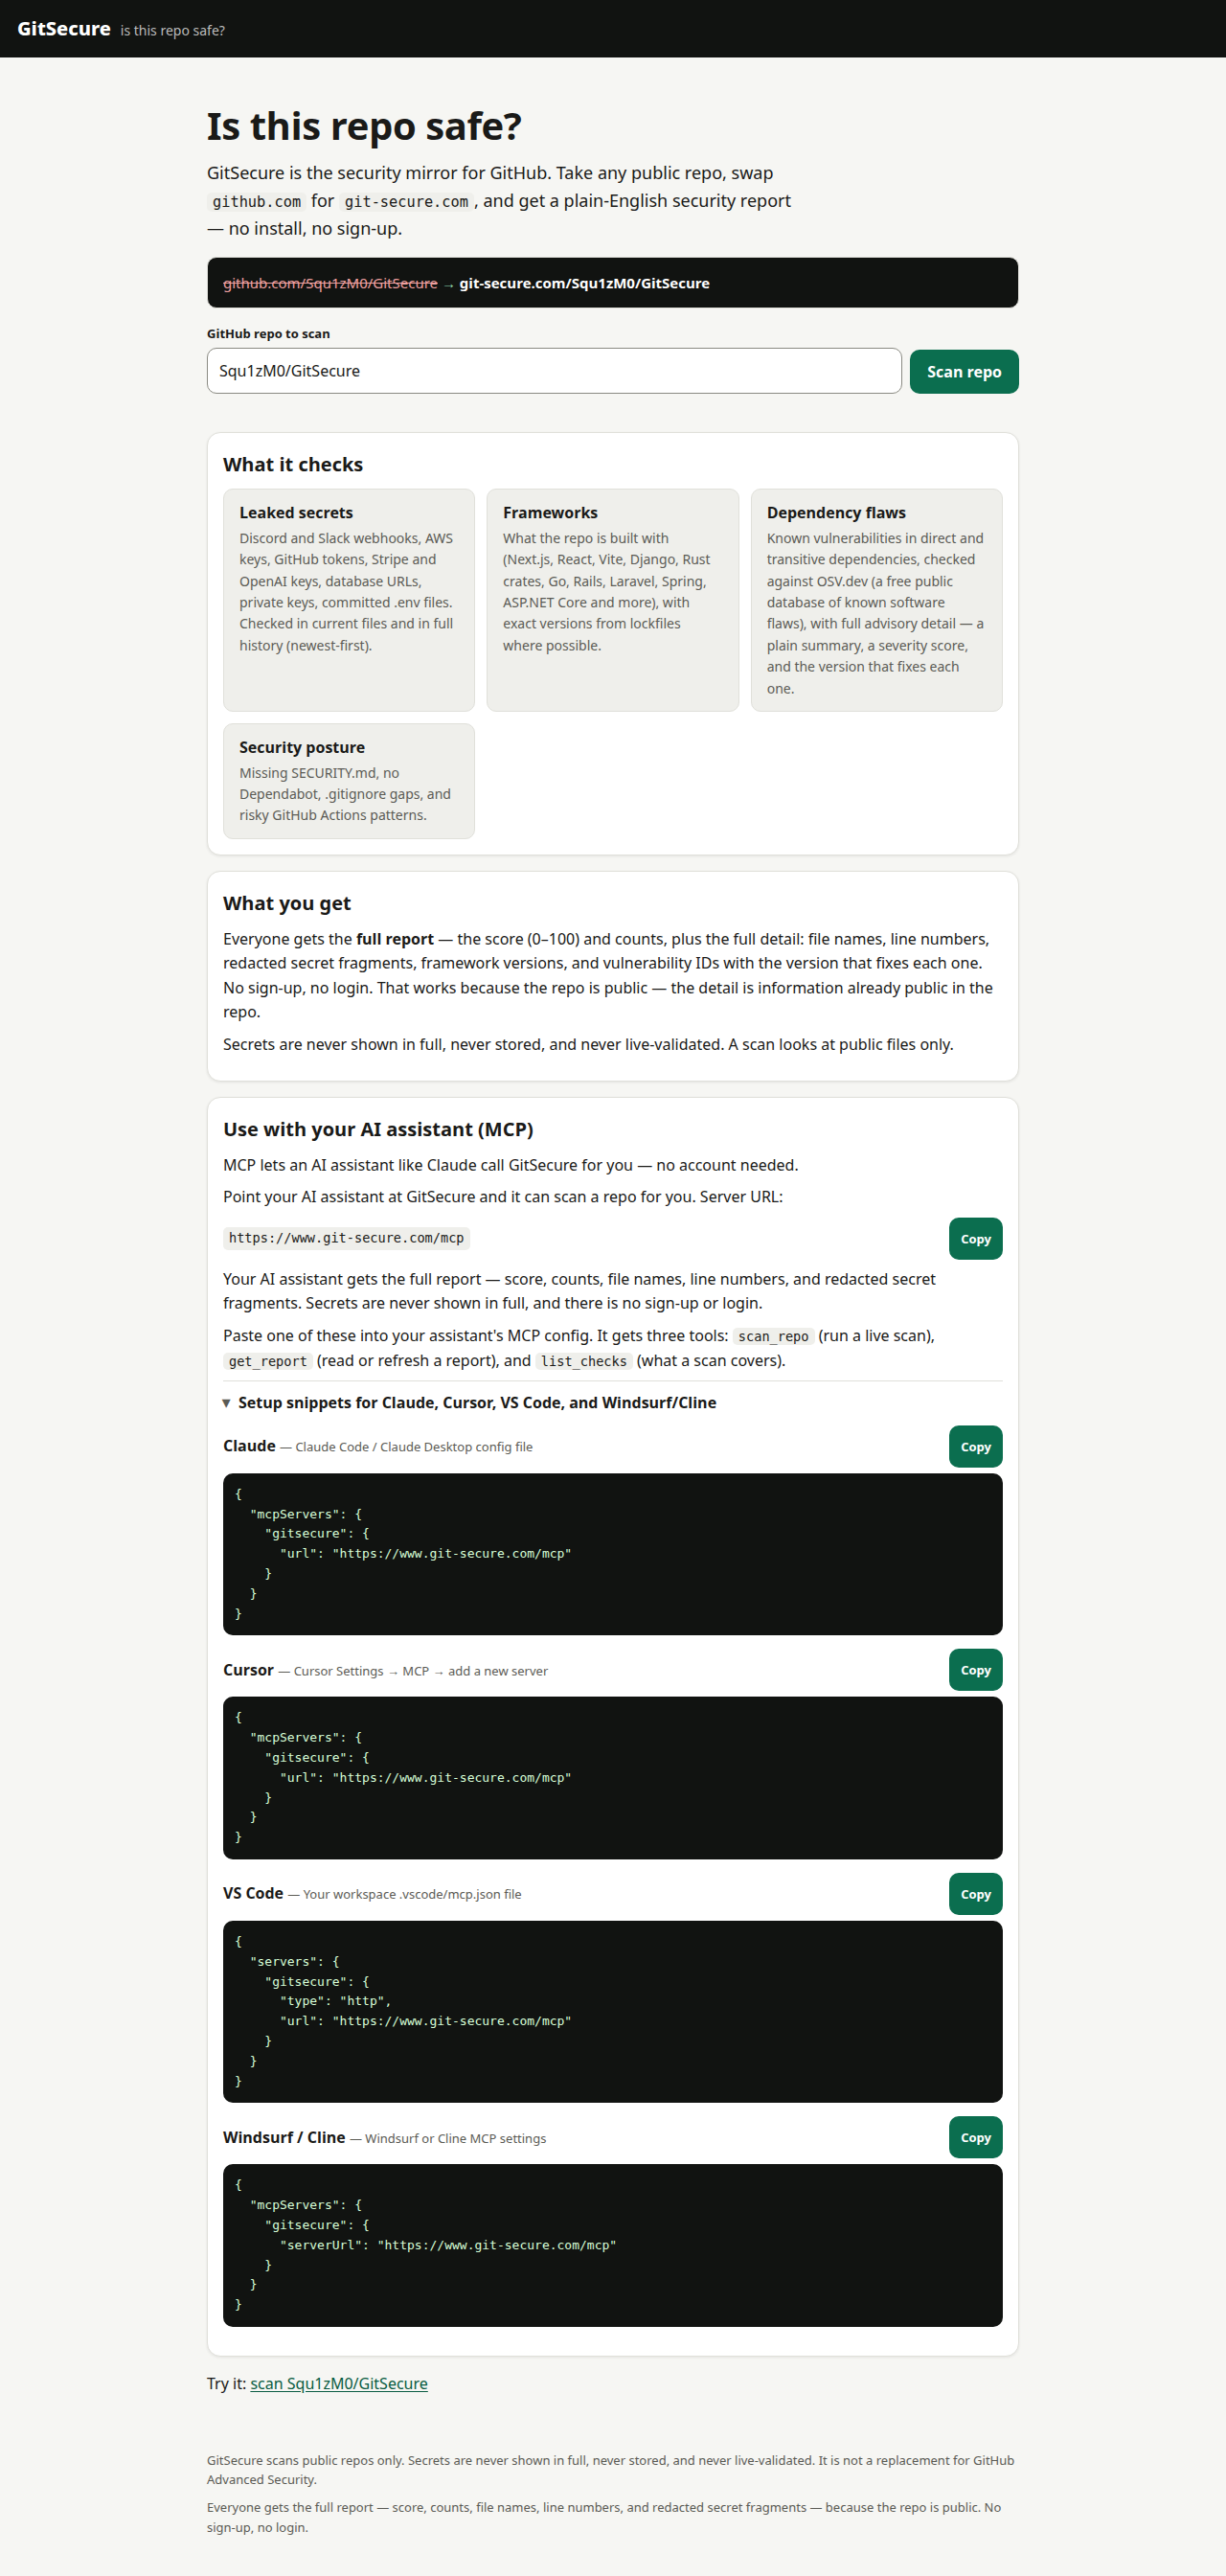 GitSecure is this repo safe?
Is this repo safe?
GitSecure is the security mirror for GitHub. Take any public repo, swap
github.com for git-secure.com, and get a plain-English security report
— no install, no sign-up.
github.com/Squ1zM0/GitSecure → git-secure.com/Squ1zM0/GitSecure
GitHub repo to scan
Squ1zM0/GitSecure
Scan repo
What it checks
Leaked secrets
Discord and Slack webhooks, AWS
keys, GitHub tokens, Stripe and
OpenAI keys, database URLs,
private keys, committed .env files.
Checked in current files and in full
history (newest-first).
Frameworks
What the repo is built with
(Next.js, React, Vite, Django, Rust
crates, Go, Rails, Laravel, Spring,
ASP.NET Core and more), with
exact versions from lockfiles
where possible.
Dependency flaws
Known vulnerabilities in direct and
transitive dependencies, checked
against OSV.dev (a free public
database of known software
flaws), with full advisory detail — a
plain summary, a severity score,
and the version that fixes each
one.
Security posture
Missing SECURITY.md, no
Dependabot, .gitignore gaps, and
risky GitHub Actions patterns.
What you get
Everyone gets the full report — the score (0–100) and counts, plus the full detail: file names, line numbers,
redacted secret fragments, framework versions, and vulnerability IDs with the version that fixes each one.
No sign-up, no login. That works because the repo is public — the detail is information already public in the
repo.
Secrets are never shown in full, never stored, and never live-validated. A scan looks at public files only.
Use with your AI assistant (MCP)
MCP lets an AI assistant like Claude call GitSecure for you — no account needed.
Point your AI assistant at GitSecure and it can scan a repo for you. Server URL:
https://www.git-secure.com/mcp
Copy
Your AI assistant gets the full report — score, counts, file names, line numbers, and redacted secret
fragments. Secrets are never shown in full, and there is no sign-up or login.
Paste one of these into your assistant's MCP config. It gets three tools: scan_repo (run a live scan),
get_report (read or refresh a report), and list_checks (what a scan covers).
▼ Setup snippets for Claude, Cursor, VS Code, and Windsurf/Cline
Claude — Claude Code / Claude Desktop config file
Copy
{
"mcpServers": {
"gitsecure": {
"url": "https://www.git-secure.com/mcp"
}
}
}
Cursor — Cursor Settings → MCP → add a new server
Copy
{
"mcpServers": {
"gitsecure": {
"url": "https://www.git-secure.com/mcp"
}
}
}
VS Code — Your workspace .vscode/mcp.json file
Copy
{
"servers": {
"gitsecure": {
"type": "http",
"url": "https://www.git-secure.com/mcp"
}
}
}
Windsurf / Cline — Windsurf or Cline MCP settings
Copy
{
"mcpServers": {
"gitsecure": {
"serverUrl": "https://www.git-secure.com/mcp"
}
}
}
Try it: scan Squ1zM0/GitSecure
GitSecure scans public repos only. Secrets are never shown in full, never stored, and never live-validated. It is not a replacement for GitHub
Advanced Security.
Everyone gets the full report — score, counts, file names, line numbers, and redacted secret fragments — because the repo is public. No
sign-up, no login.